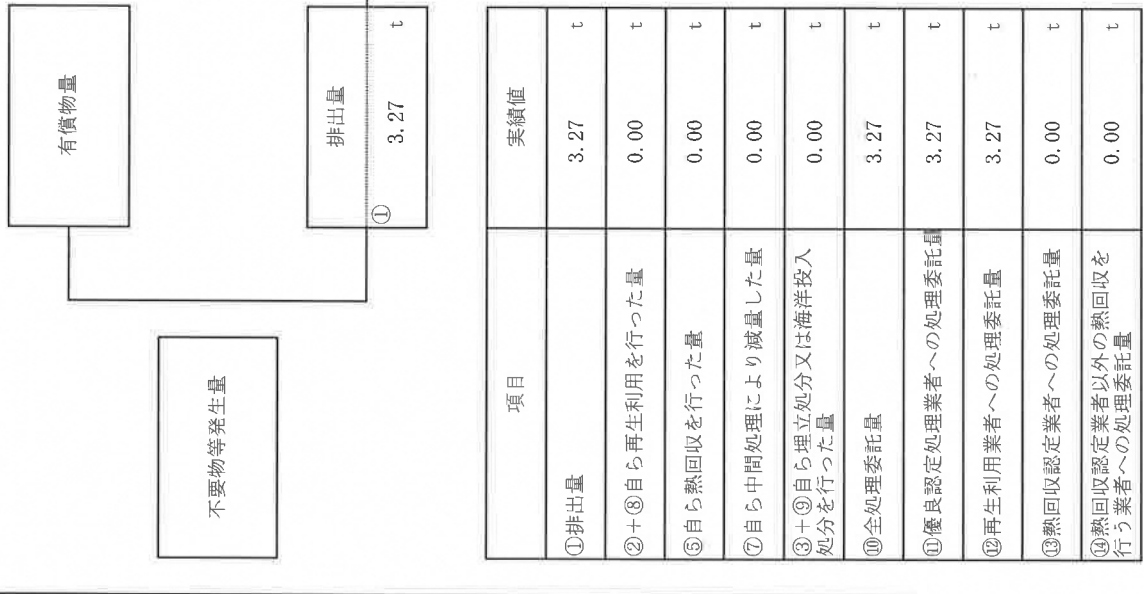 有償物量
不要物等発生量
排出量
① 3.27 t
項目 実績値
①排出量 3.27 t
②+⑧自ら再生利用を行った量 0.00 t
⑤自ら熱回収を行った量 0.00 t
⑦自ら中間処理により減量した量 0.00 t
③+⑨自ら埋立処分又は海洋投入
処分を行った量 0.00 t
⑩全処理委託量 3.27 t
⑪優良認定処理業者への処理委託量 3.27 t
⑫再生利用業者への処理委託量 3.27 t
⑬熱回収認定業者への処理委託量 0.00 t
⑭熱回収認定業者以外の熱回収を
行う業者への処理委託量 0.00 t